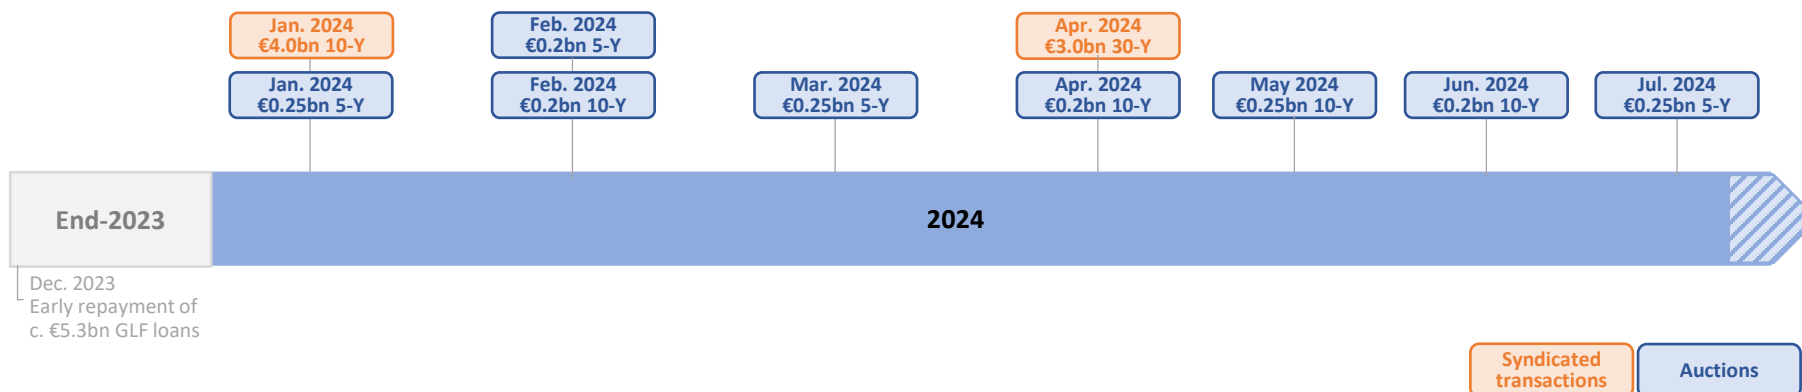 Jan. 2024
€4.0bn 10-Y
Feb. 2024
€0.2bn 5-Y
Apr. 2024
€3.0bn 30-Y
Jan. 2024
€0.25bn 5-Y
Feb. 2024
€0.2bn 10-Y
Mar. 2024
€0.25bn 5-Y
Apr. 2024
€0.2bn 10-Y
May 2024
€0.25bn 10-Y
Jun. 2024
€0.2bn 10-Y
Jul. 2024
€0.25bn 5-Y
End-2023
2024
Dec. 2023
Early repayment of
c. €5.3bn GLF loans
Syndicated
transactions
Auctions